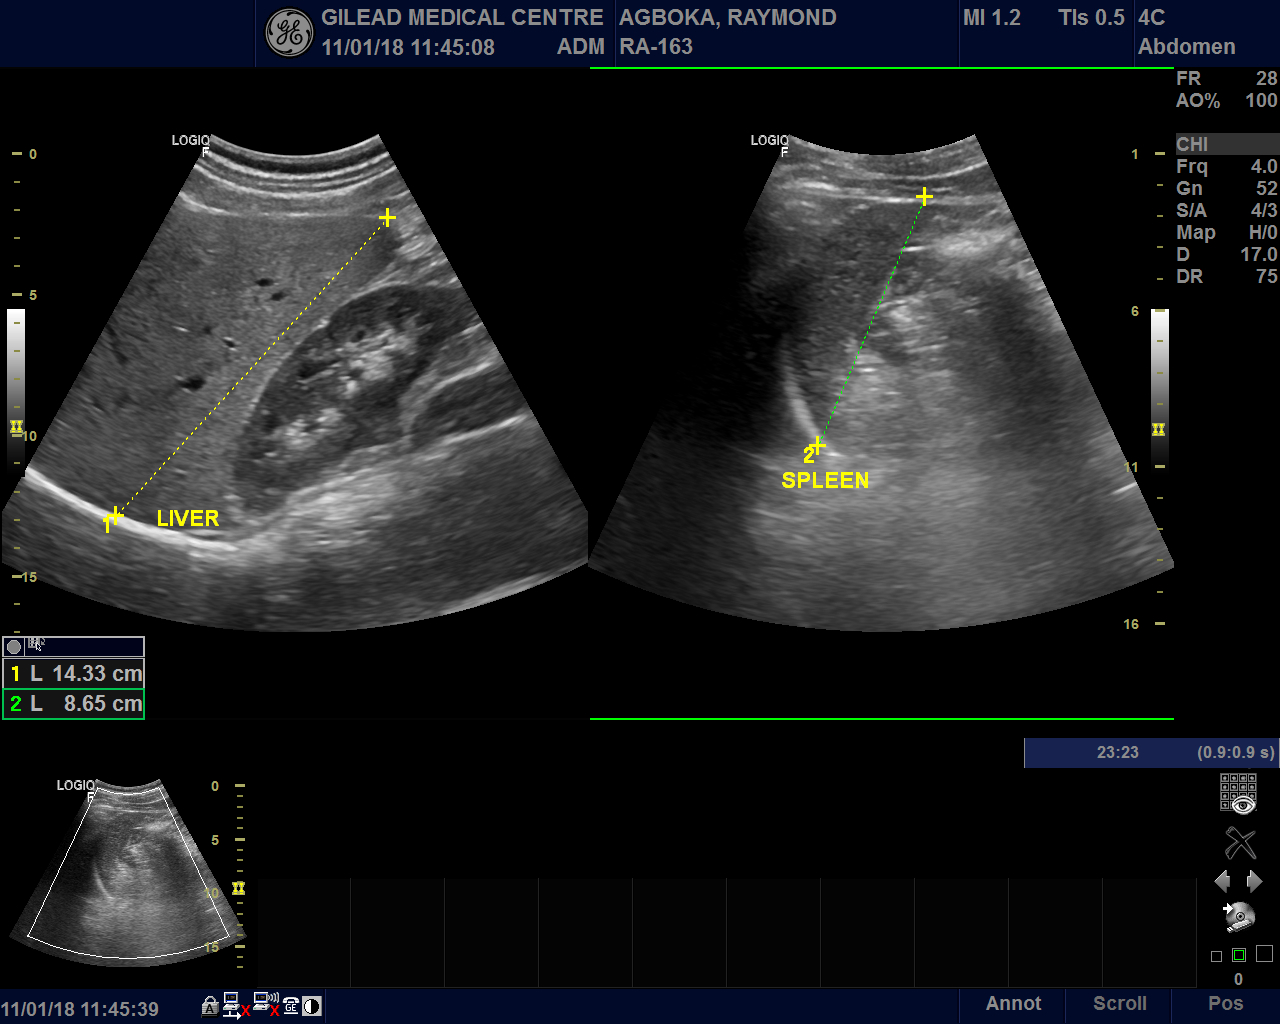 GILEAD MEDICAL CENTRE
11/01/18 11:45:08 ADM
AGBOKA, RAYMOND
RA-163
MI 1.2 TIs 0.5
4C
Abdomen
FR 28
AO% 100
CHI
Frq 4.0
Gn 52
S/A 4/3
Map H/0
D 17.0
DR 75
LOGIQ
F
0
5
10
15
1
LIVER
LOGIQ
F
1
6
11
16
2
SPLEEN
1 L 14.33 cm
2 L 8.65 cm
23:23 (0.9:0.9 s)
LOGIQ
F
0
5
10
15
0
11/01/18 11:45:39
A
GE
Annot
Scroll
Pos